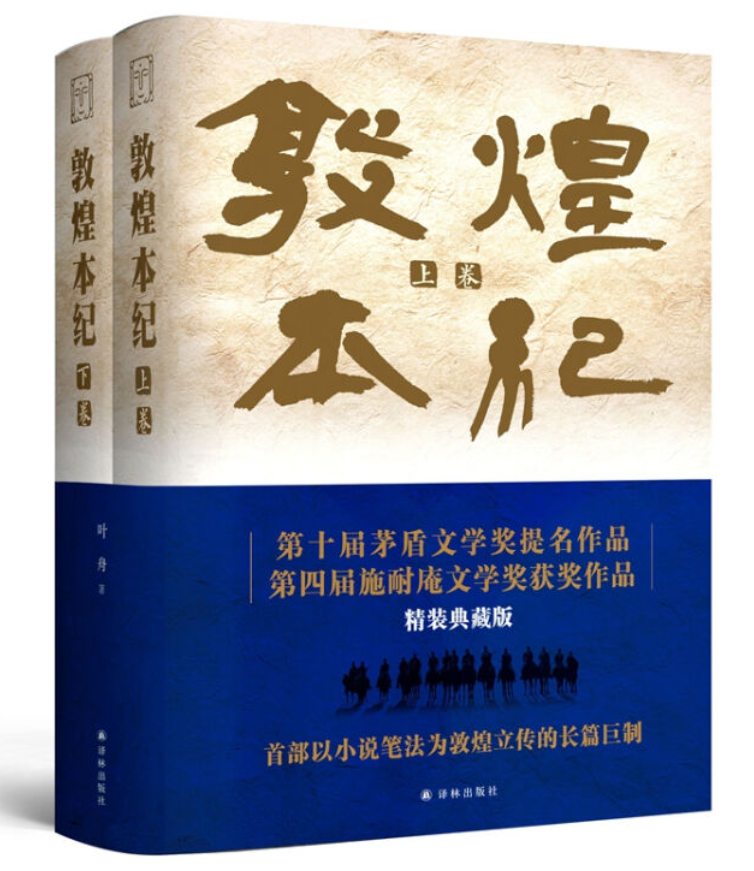 敦煌本纪
下卷
敦煌本纪
上卷
叶舟 著
译林出版社
敦煌
上卷
本纪
第十届茅盾文学奖提名作品
第四届施耐庵文学奖获奖作品
精装典藏版
首部以小说笔法为敦煌立传的长篇巨制
译林出版社